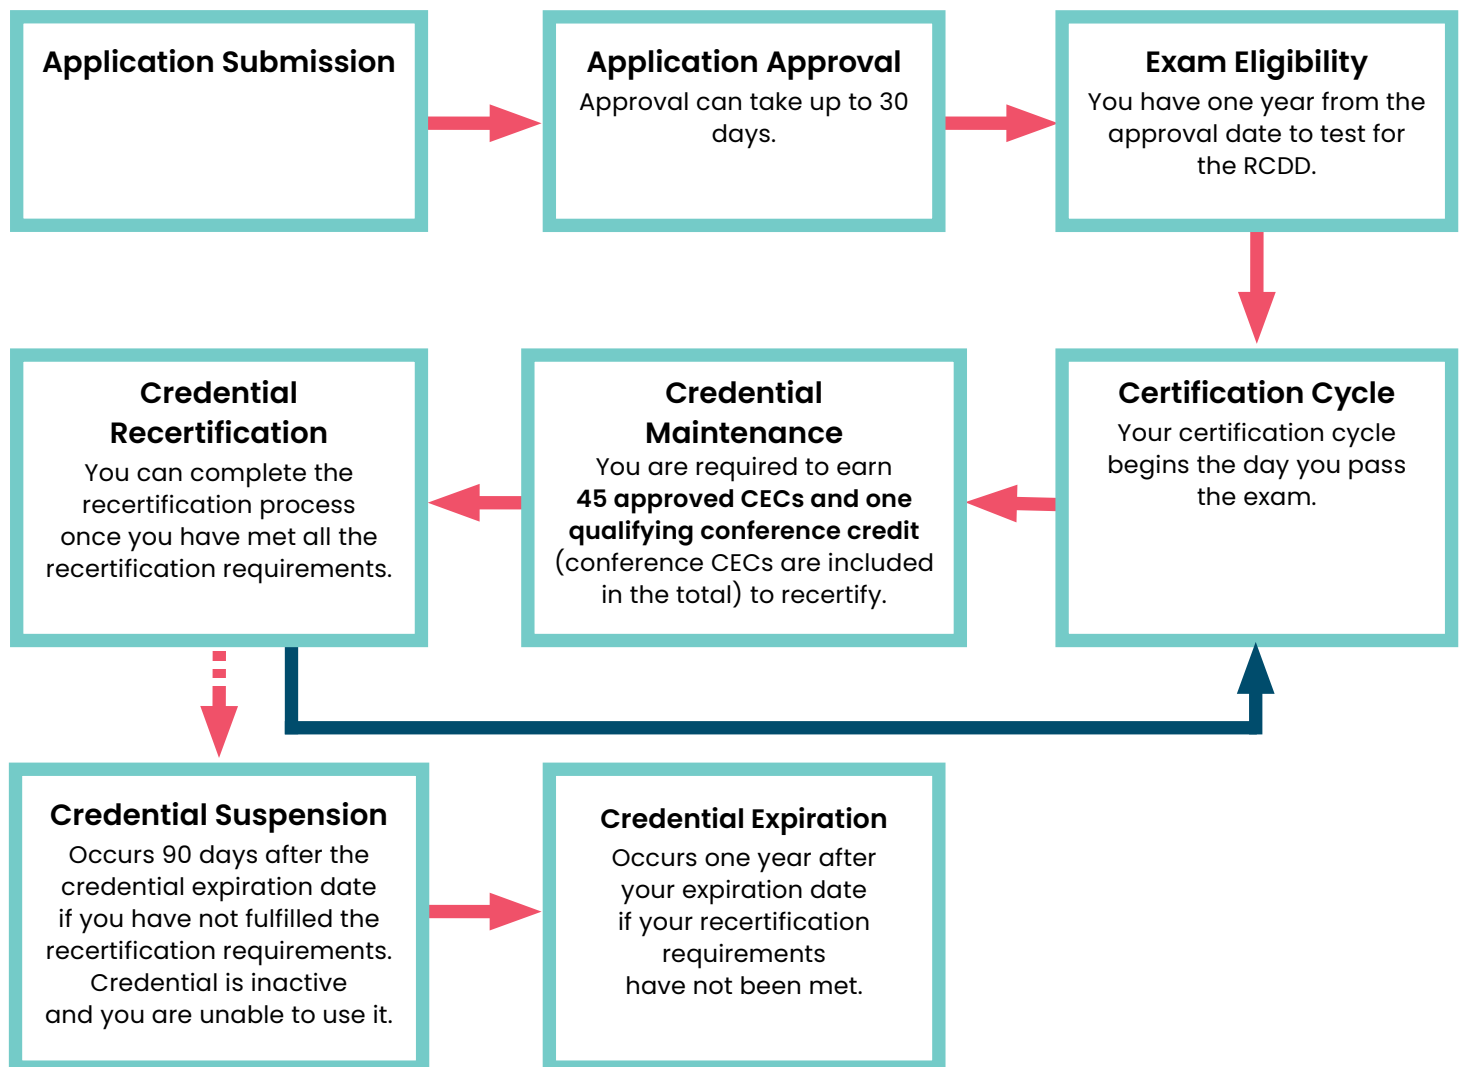 Application Submission
Application Approval
Approval can take up to 30
days.
Exam Eligibility
You have one year from the
approval date to test for
the RCDD.
Certification Cycle
Your certification cycle
begins the day you pass
the exam.
Credential
Maintenance
You are required to earn
45 approved CECs and one
qualifying conference credit
(conference CECs are included
in the total) to recertify.
Credential
Recertification
You can complete the
recertification process
once you have met all the
recertification requirements.
Credential Suspension
Occurs 90 days after the
credential expiration date
if you have not fulfilled the
recertification requirements.
Credential is inactive
and you are unable to use it.
Credential Expiration
Occurs one year after
your expiration date
if your recertification
requirements
have not been met.